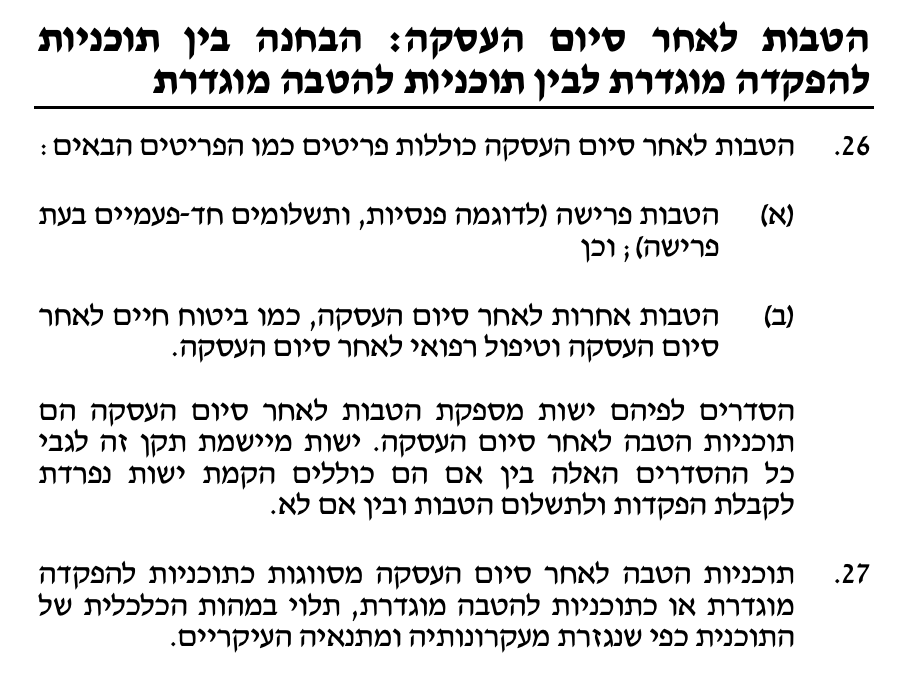 הטבות לאחר סיום העסקה: הבחנה בין תוכניות
להפקדה מוגדרת לבין תוכניות להטבה מוגדרת
26. הטבות לאחר סיום העסקה כוללות פריטים כמו הפריטים הבאים:
(א) הטבות פרישה (לדוגמה פנסיות, ותשלומים חד-פעמיים בעת
פרישה); וכן
(ב) הטבות אחרות לאחר סיום העסקה, כמו ביטוח חיים לאחר
סיום העסקה וטיפול רפואי לאחר סיום העסקה.
הסדרים לפיהם ישות מספקת הטבות לאחר סיום העסקה הם
תוכניות הטבה לאחר סיום העסקה. ישות מיישמת תקן זה לגבי
כל ההסדרים האלה בין אם הם כוללים הקמת ישות נפרדת
לקבלת הפקדות ולתשלום הטבות ובין אם לא.
27. תוכניות הטבה לאחר סיום העסקה מסווגות כתוכניות להפקדה
מוגדרת או כתוכניות להטבה מוגדרת, תלוי במהות הכלכלית של
התוכנית כפי שנגזרת מעקרונותיה ומתנאיה העיקריים.